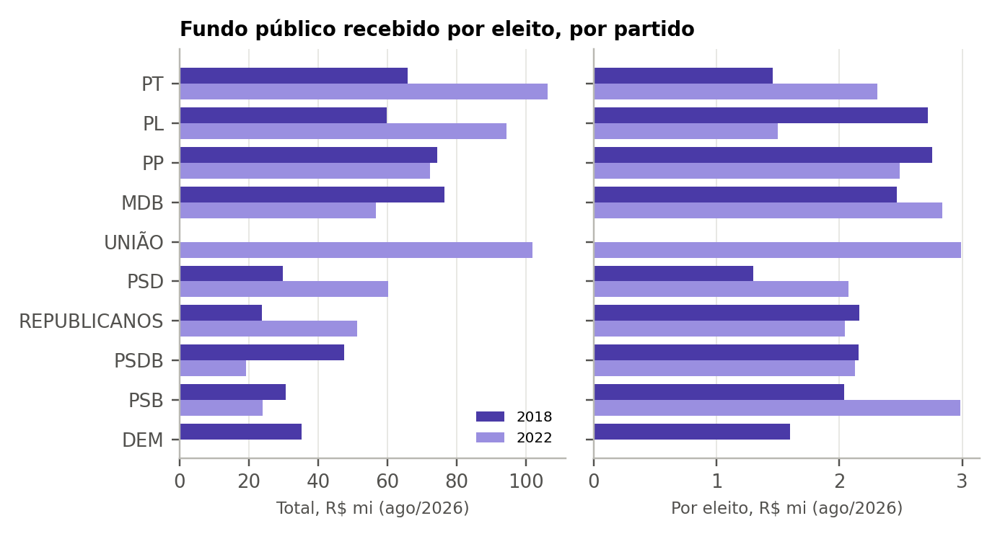 Fundo público recebido por eleito, por partido
PT
PL
PP
MDB
UNIÃO
PSD
REPUBLICANOS
PSDB
PSB
DEM
2018
2022
0 20 40 60 80 100
0 1 2 3
Total, R$ mi (ago/2026)
Por eleito, R$ mi (ago/2026)